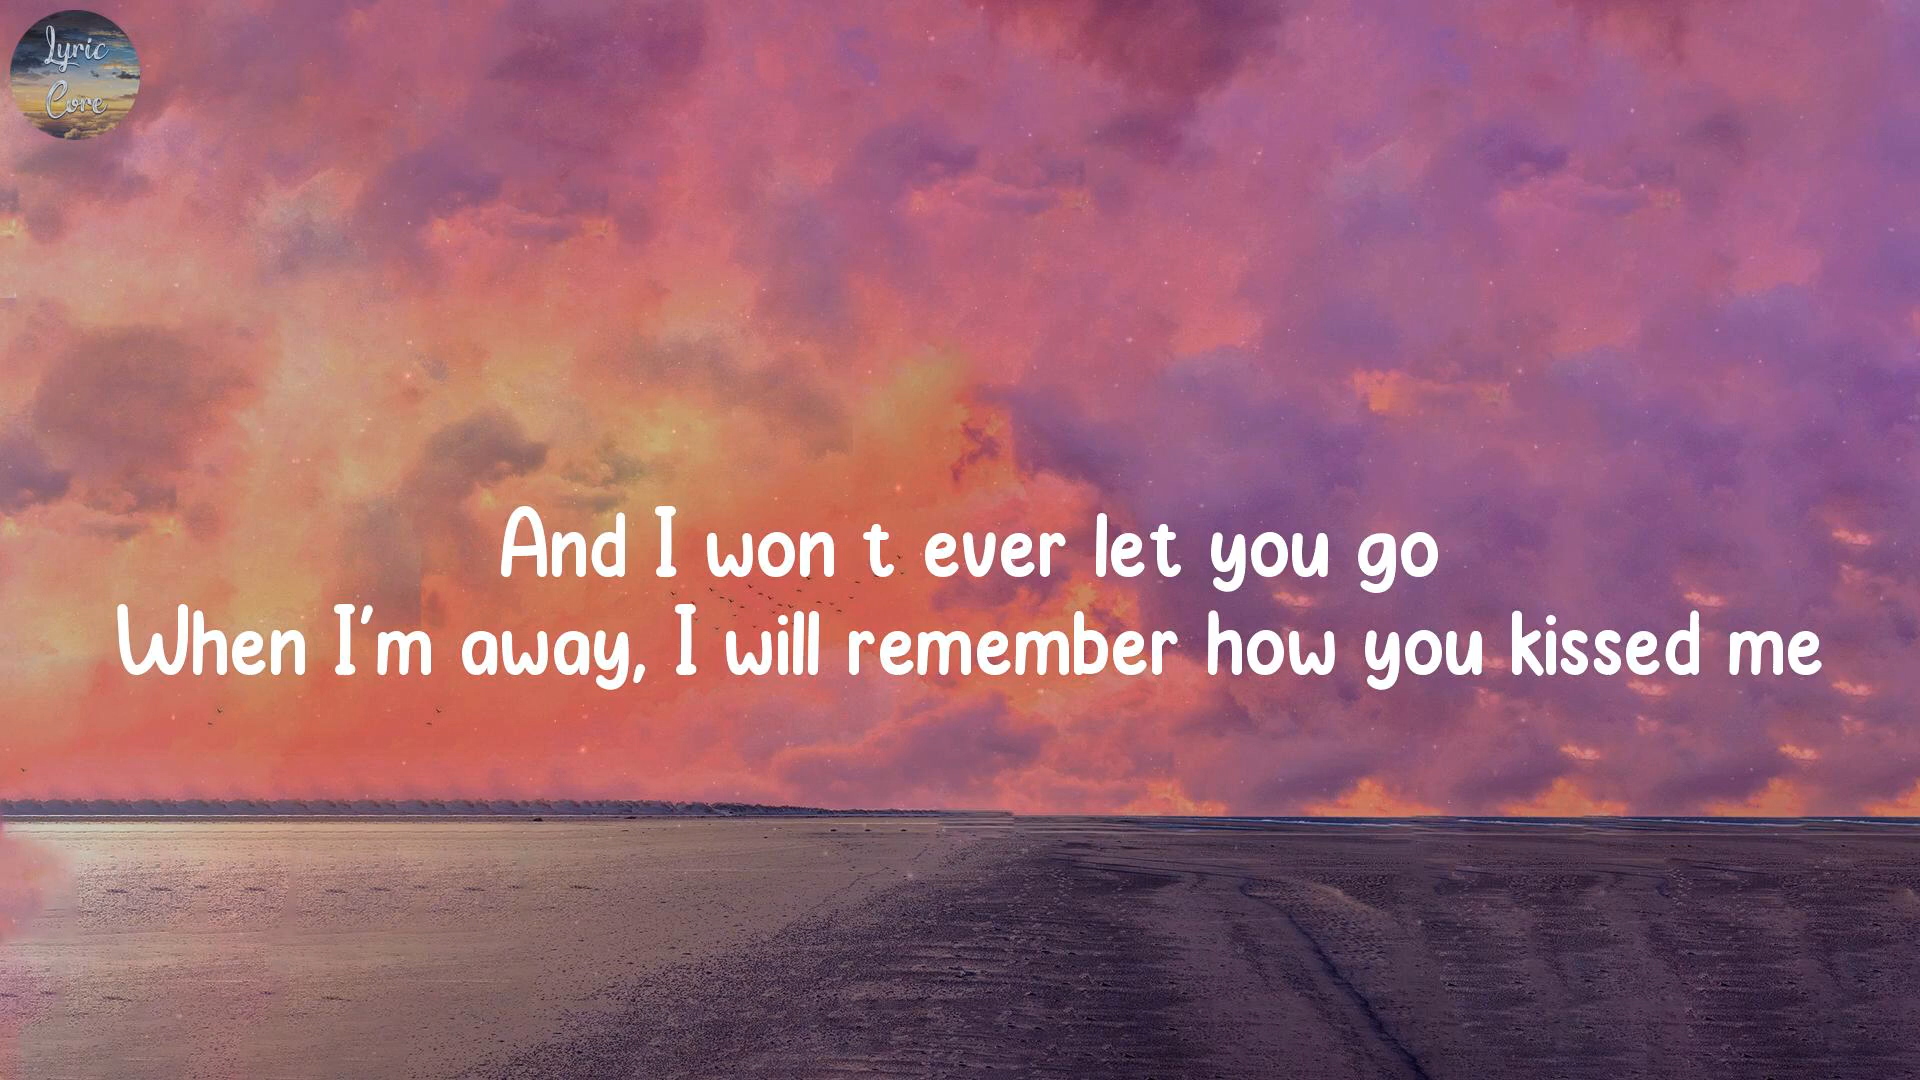 Lyric
Core
And I won t ever let you go
When I'm away, I will remember how you kissed me